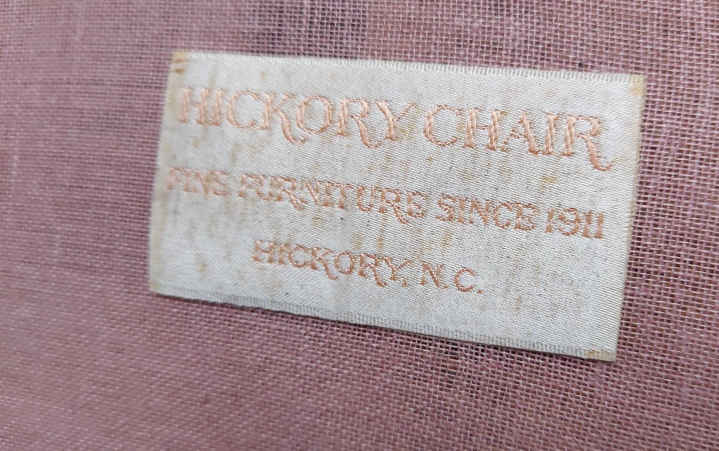 HICKORY CHAIR
FINE FURNITURE SINCE 1911
HICKORY, N.C.